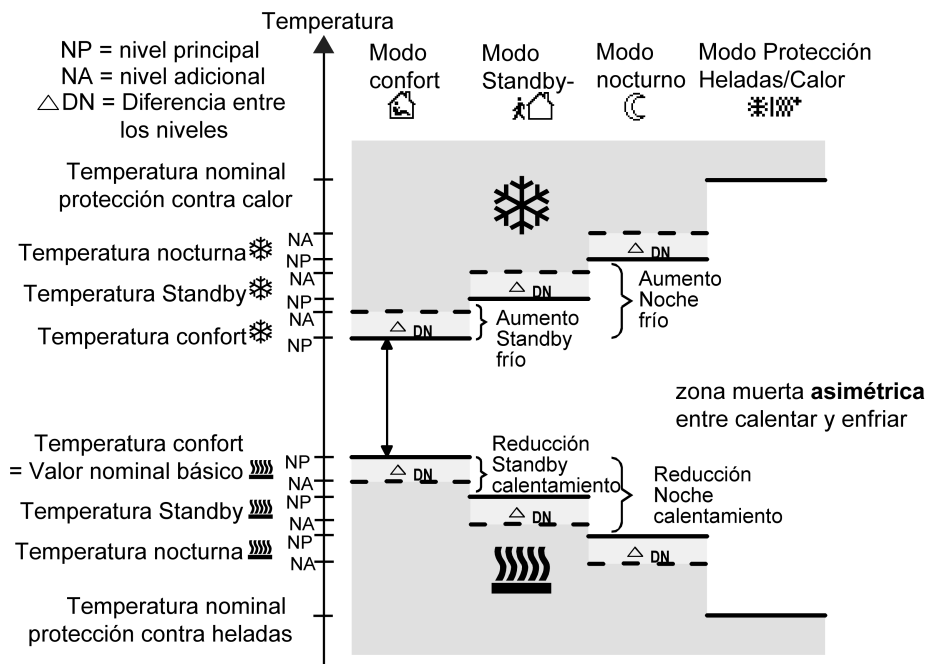 Temperatura
NP = nivel principal
NA = nivel adicional
△DN = Diferencia entre
los niveles
Modo
confort
Modo
Standby-
Modo
nocturno
Modo Protección
Heladas/Calor
Temperatura nominal
protección contra calor
Temperatura nocturna
NA
NP
△ DN
Temperatura Standby
NA
NP
△ DN
Temperatura confort
NA
NP
△ DN
Aumento
Standby
frío
Aumento
Noche
frío
zona muerta asimétrica
entre calentar y enfriar
Temperatura confort
= Valor nominal básico
NP
NA
△ DN
Reducción
Standby
calentamiento
Reducción
Noche
calentamiento
Temperatura Standby
NP
NA
△ DN
Temperatura nocturna
NP
NA
△ DN
Temperatura nominal
protección contra heladas